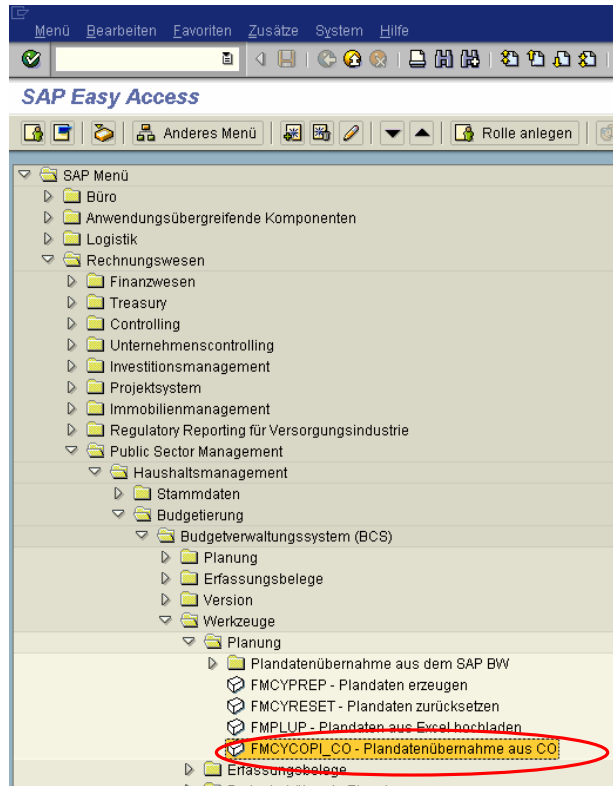 Menü Bearbeiten Favoriten Zusätze System Hilfe
SAP Easy Access
Anderes Menü Rolle anlegen
SAP Menü
Büro
Anwendungsübergreifende Komponenten
Logistik
Rechnungswesen
Finanzwesen
Treasury
Controlling
Unternehmenscontrolling
Investitionsmanagement
Projektsystem
Immobilienmanagement
Regulatory Reporting für Versorgungsindustrie
Public Sector Management
Haushaltsmanagement
Stammdaten
Budgetierung
Budgetverwaltungssystem (BCS)
Planung
Erfassungsbelege
Version
Werkzeuge
Planung
Plandatenübernahme aus dem SAP BW
FMCYPREP - Plandaten erzeugen
FMCYRESET - Plandaten zurücksetzen
FMPLUP - Plandaten aus Excel hochladen
FMCYCOPI_CO - Plandatenübernahme aus CO
Erfassungsbelege